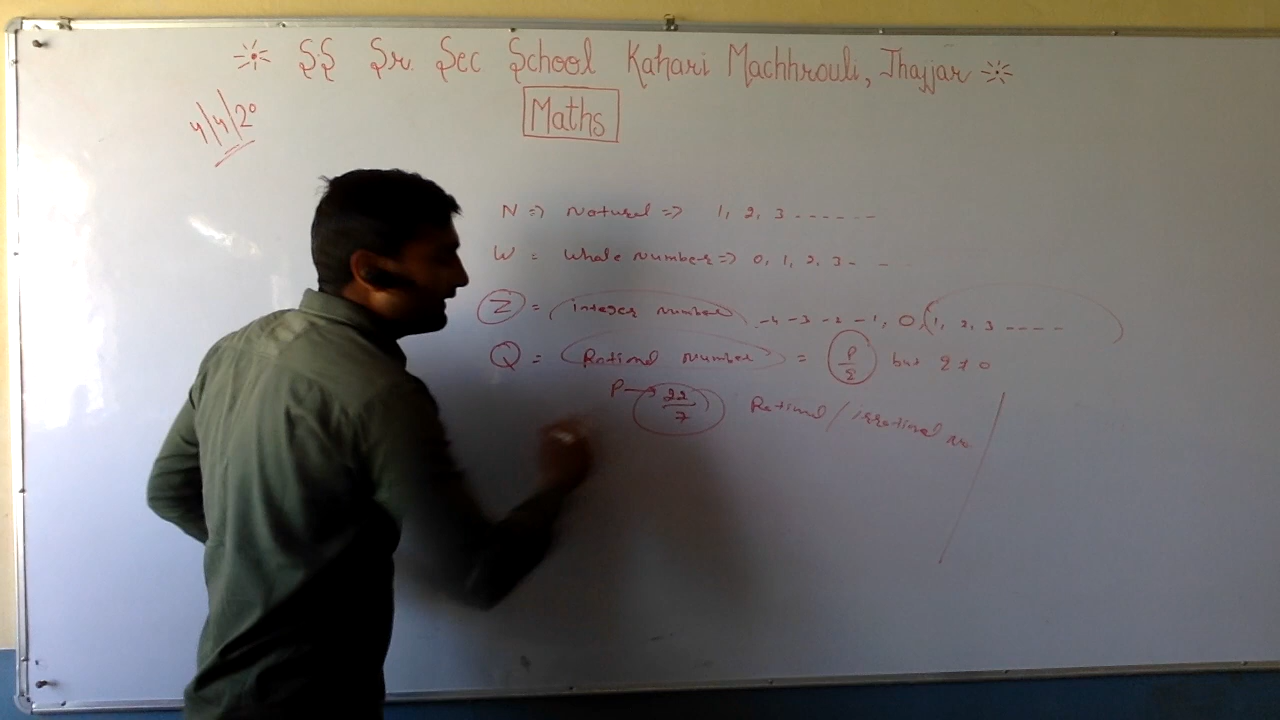 SS Sr. Sec School Kahari Machhrouli, Jhajjar
4/4/20
Maths
N => Natural => 1, 2, 3 ------
W = Whole number => 0, 1, 2, 3 - -
Z = (integer number) -4 -3 -2 -1, 0, (1, 2, 3 ----)
Q = (Rational number) = P/q but q ≠ 0
P → 22/7 Rational / irrational no